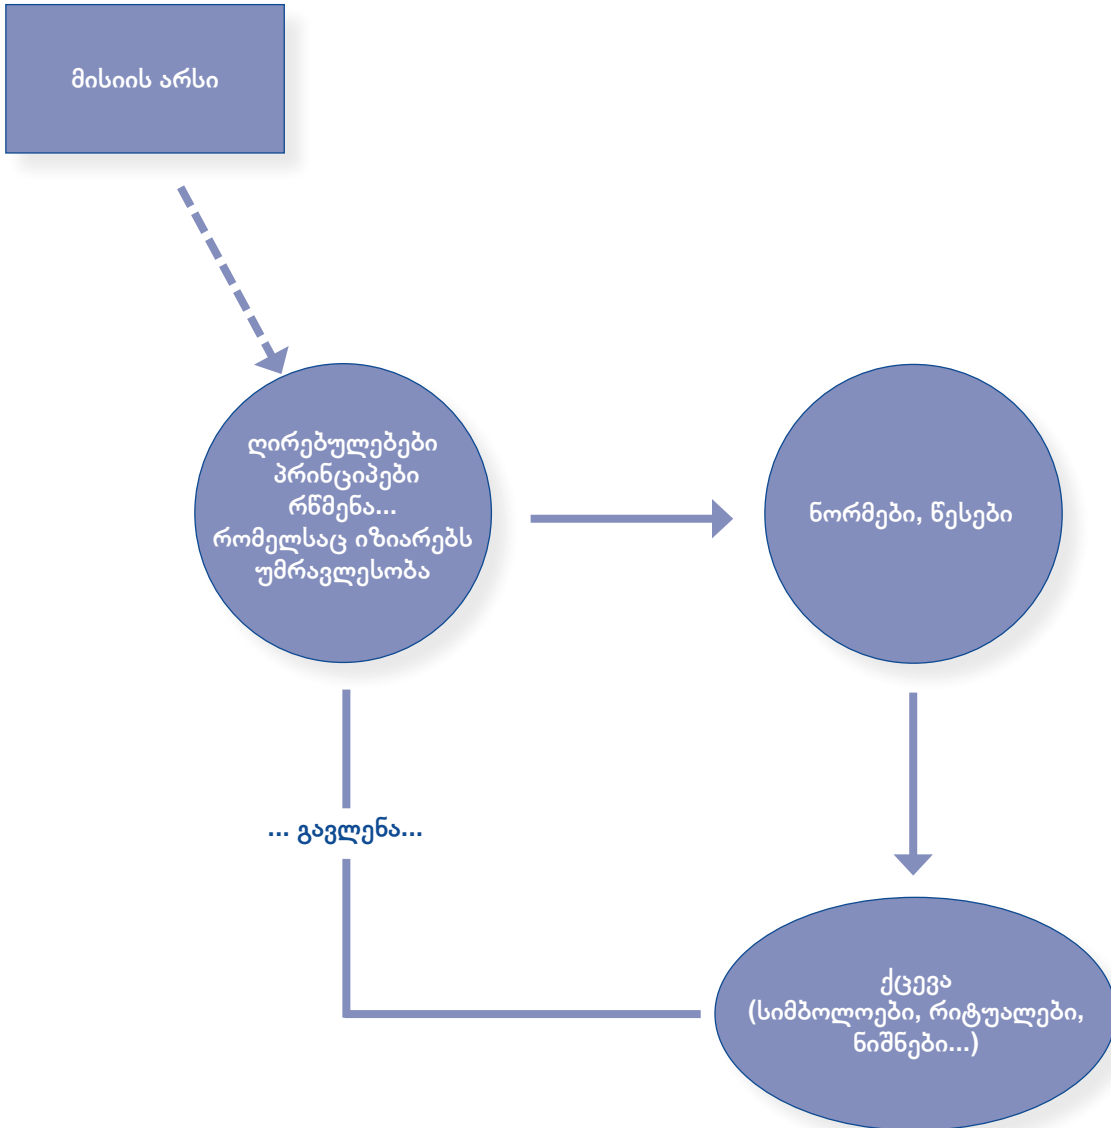 მისიის არსი
ღირებულებები
პრინციპები
რწმენა...
რომელსაც იზიარებს
უმრავლესობა
ნორმები, წესები
... გავლენა...
ქცევა
(სიმბოლოები, რიტუალები,
ნიშნები...)